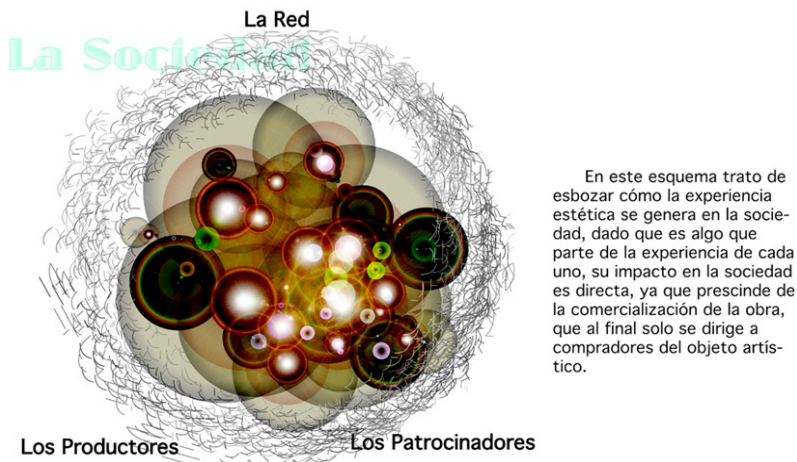 La Red
La Sociedad
En este esquema trato de
esbozar cómo la experiencia
estética se genera en la socie-
dad, dado que es algo que
parte de la experiencia de cada
uno, su impacto en la sociedad
es directa, ya que prescinde de
la comercialización de la obra,
que al final solo se dirige a
compradores del objeto artís-
tico.
Los Productores
Los Patrocinadores